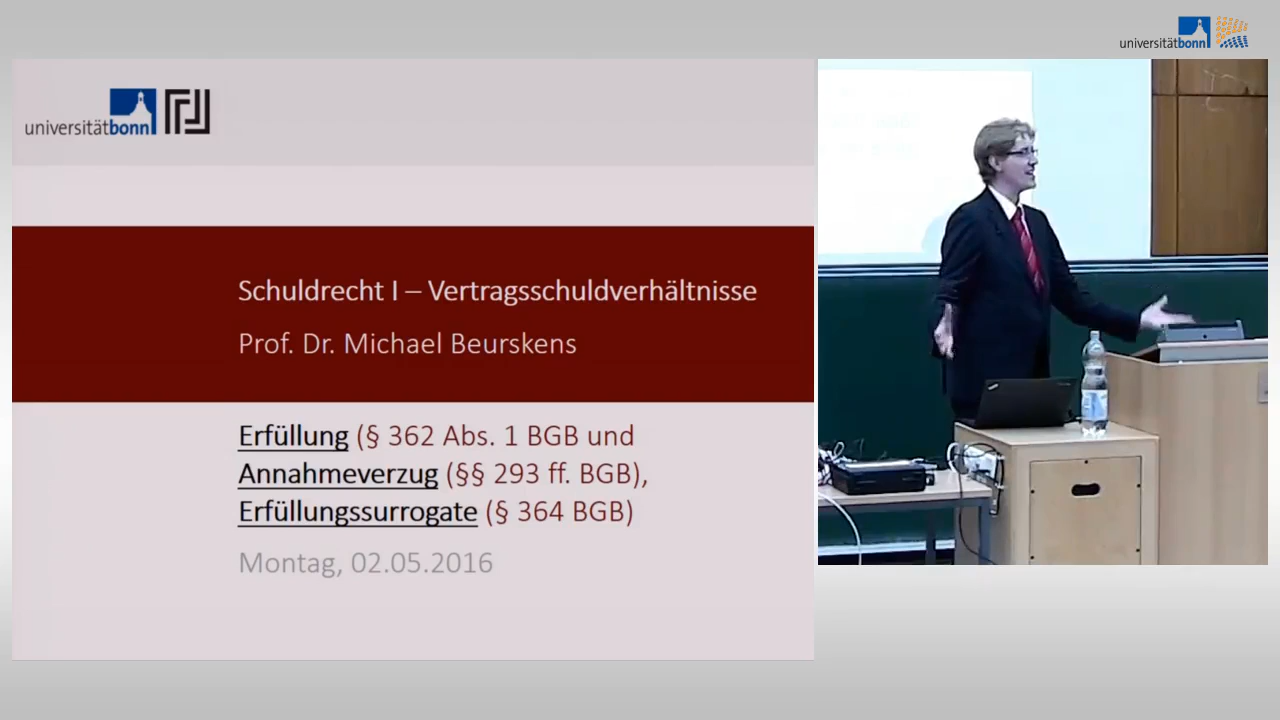 universitätbonn
universitätbonn
Schuldrecht I – Vertragsschuldverhältnisse
Prof. Dr. Michael Beurskens
Erfüllung (§ 362 Abs. 1 BGB und
Annahmeverzug (§§ 293 ff. BGB),
Erfüllungssurrogate (§ 364 BGB)
Montag, 02.05.2016